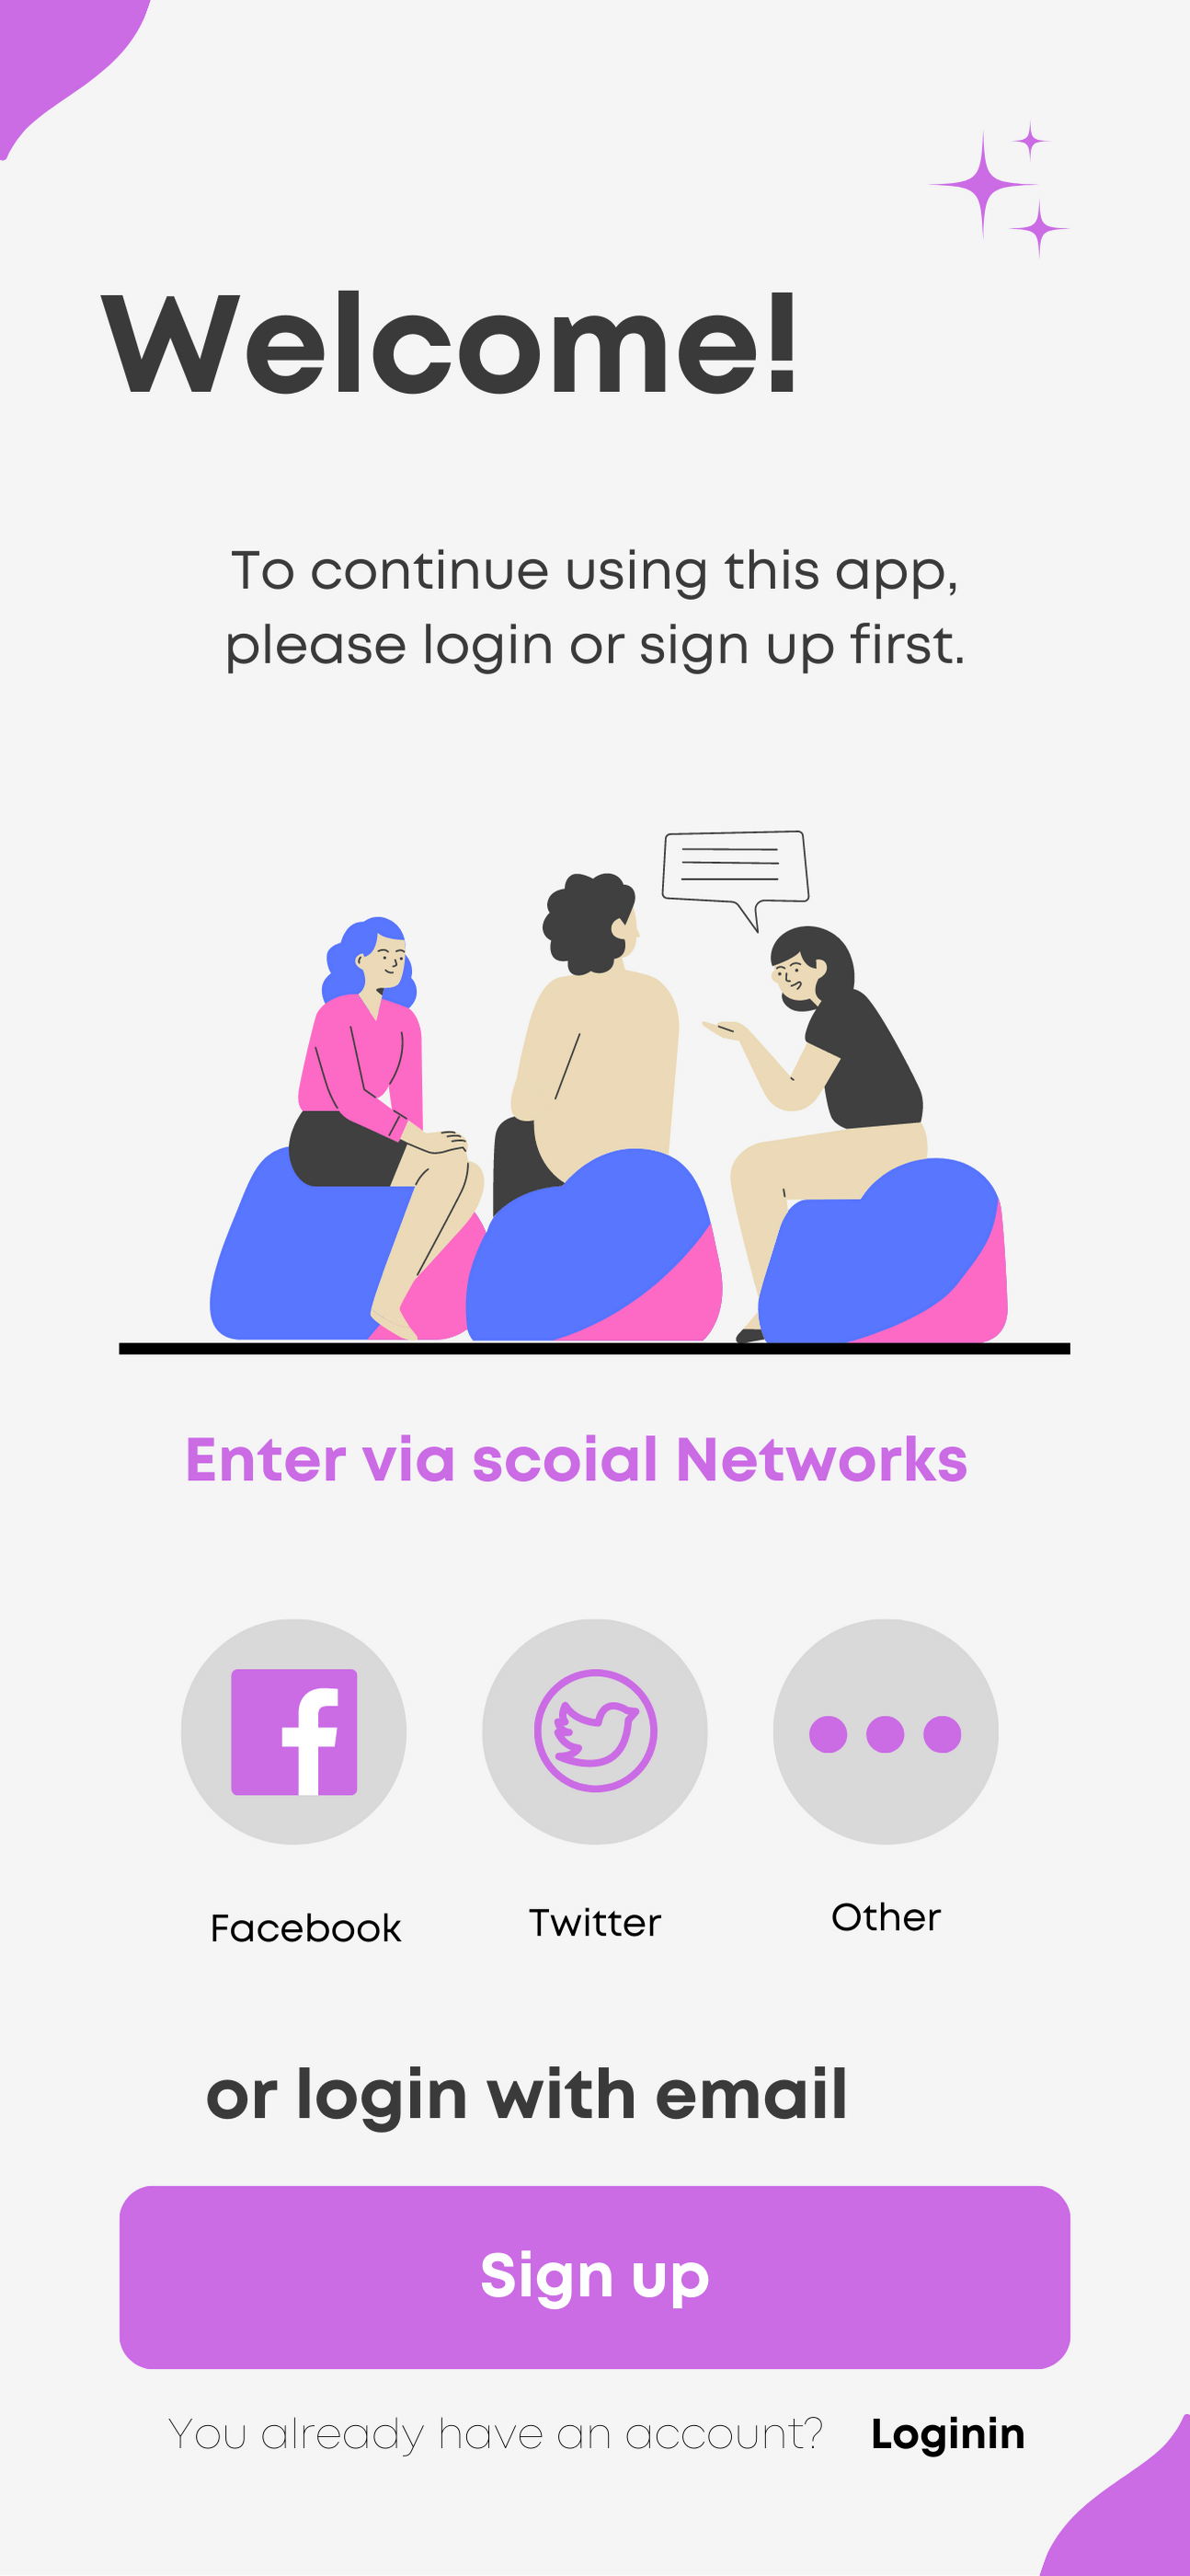 Welcome!
To continue using this app,
please login or sign up first.
Enter via scoial Networks
Facebook
Twitter
Other
or login with email
Sign up
You already have an account? Loginin